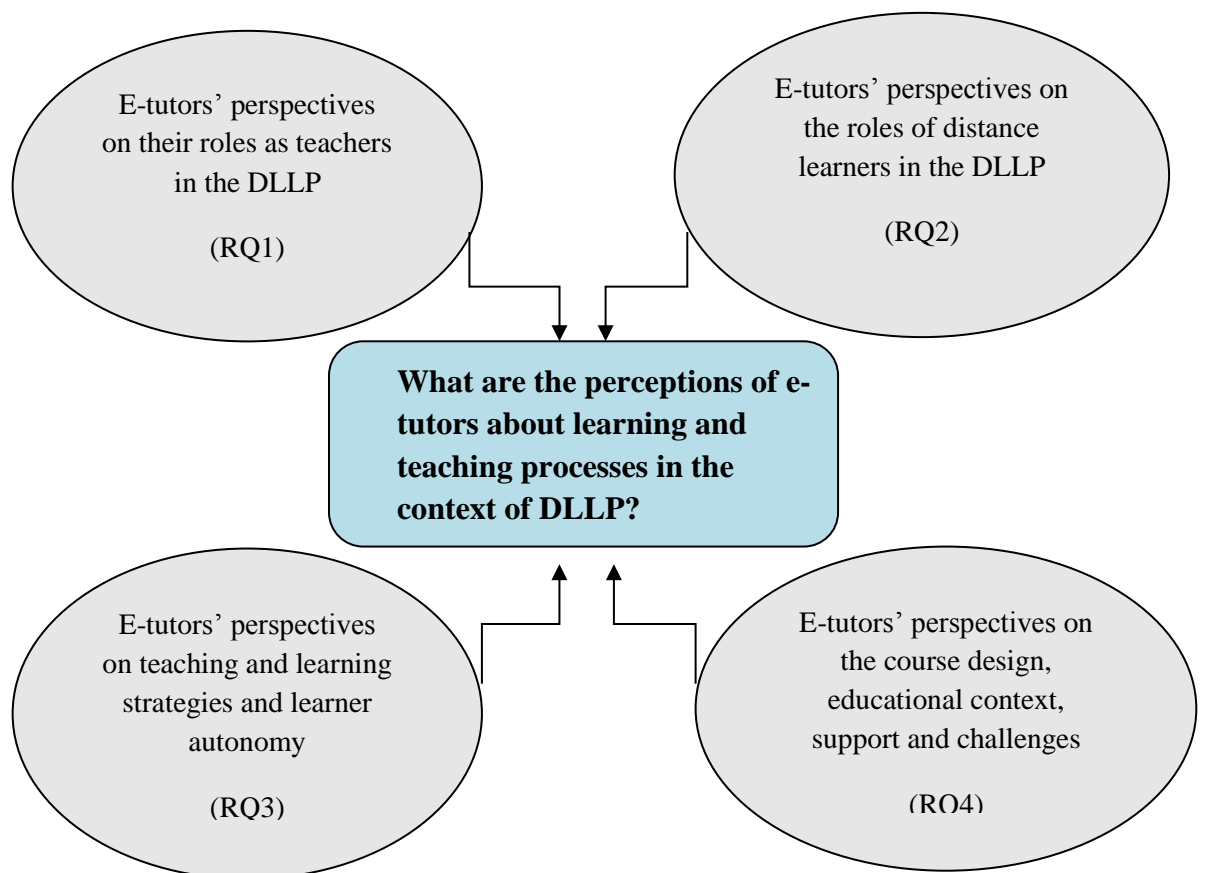 E-tutors’ perspectives
on their roles as teachers
in the DLLP
(RQ1)
E-tutors’ perspectives on
the roles of distance
learners in the DLLP
(RQ2)
What are the perceptions of e-
tutors about learning and
teaching processes in the
context of DLLP?
E-tutors’ perspectives
on teaching and learning
strategies and learner
autonomy
(RQ3)
E-tutors’ perspectives on
the course design,
educational context,
support and challenges
(RQ4)